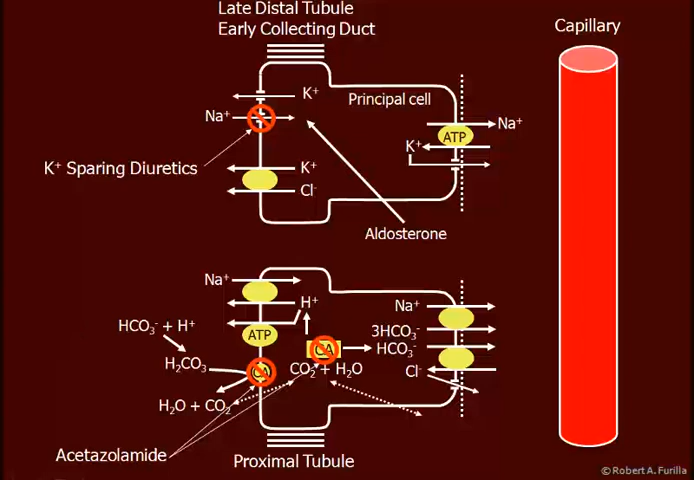 Late Distal Tubule
Early Collecting Duct
Capillary
K⁺
Principal cell
Na⁺
Na⁺
ATP
K⁺
K⁺ Sparing Diuretics
K⁺
Cl⁻
Aldosterone
Na⁺
H⁺
Na⁺
HCO₃⁻ + H⁺
ATP
3HCO₃⁻
CA
HCO₃⁻
H₂CO₃
CA
CO₂ + H₂O
Cl⁻
H₂O + CO₂
Acetazolamide
Proximal Tubule
© Robert A. Furilla